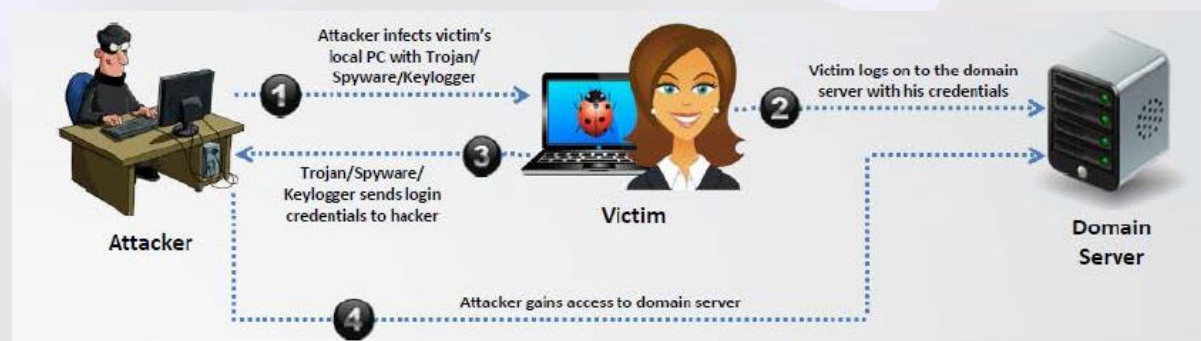 Attacker infects victim's
local PC with Trojan/
Spyware/Keylogger
1
Victim logs on to the domain
server with his credentials
2
3
Trojan/Spyware/
Keylogger sends login
credentials to hacker
Attacker
Victim
Domain
Server
Attacker gains access to domain server
4